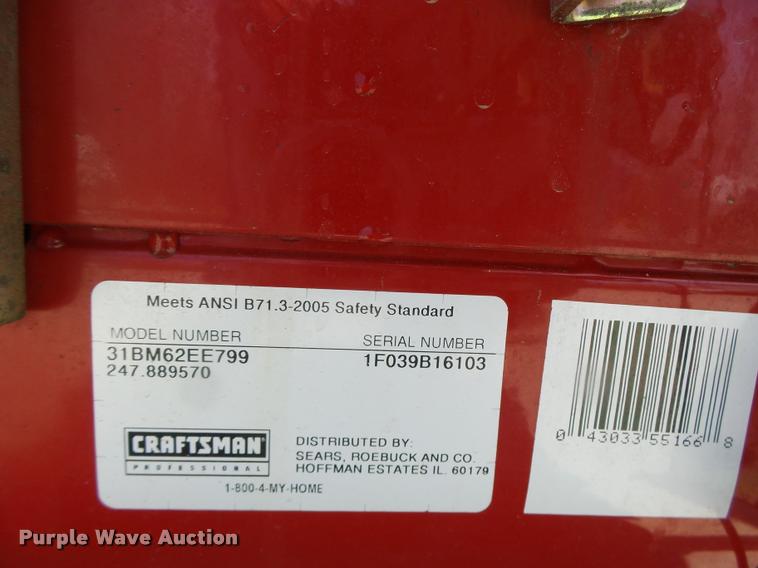 Meets ANSI B71.3-2005 Safety Standard
MODEL NUMBER
31BM62EE799
247.889570
SERIAL NUMBER
1F039B16103
CRAFTSMAN
PROFESSIONAL
1-800-4-MY-HOME
DISTRIBUTED BY:
SEARS, ROEBUCK AND CO.
HOFFMAN ESTATES IL. 60179
0 43033 55166 8
Purple Wave Auction